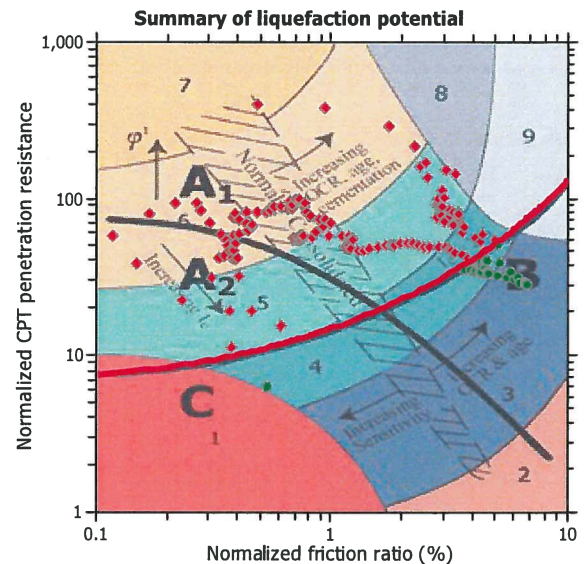 Summary of liquefaction potential
1,000
7
8
9
φ'
Normally
Increasing
OCR, age,
cementation
100
A1
6
A2
Increasing
Consolidated
B
5
10
4
Increasing
OCR & age
C
3
1
Increasing
Sensitivity
2
1
0.1
1
10
Normalized CPT penetration resistance
Normalized friction ratio (%)